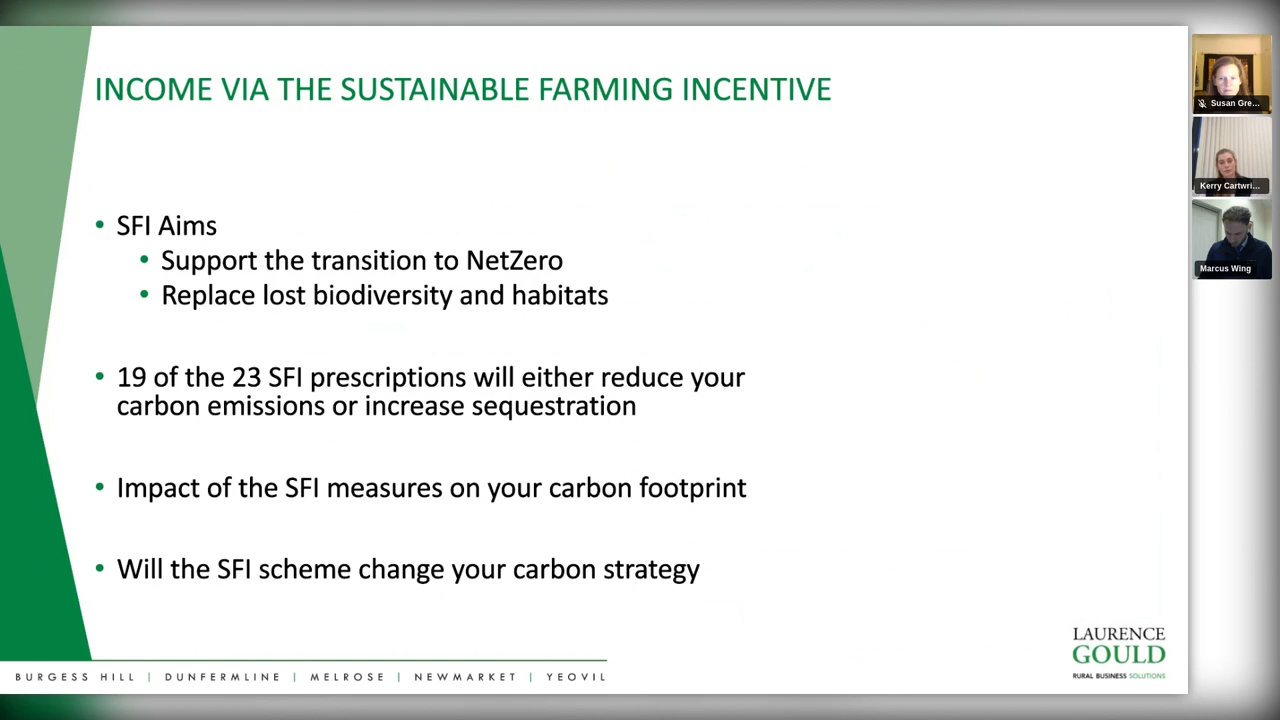 INCOME VIA THE SUSTAINABLE FARMING INCENTIVE
• SFI Aims
• Support the transition to NetZero
• Replace lost biodiversity and habitats
• 19 of the 23 SFI prescriptions will either reduce your
carbon emissions or increase sequestration
• Impact of the SFI measures on your carbon footprint
• Will the SFI scheme change your carbon strategy
BURGESS HILL | DUNFERMLINE | MELROSE | NEWMARKET | YEOVIL
LAURENCE
GOULD
RURAL BUSINESS SOLUTIONS
Susan Gre...
Kerry Cartwri...
Marcus Wing